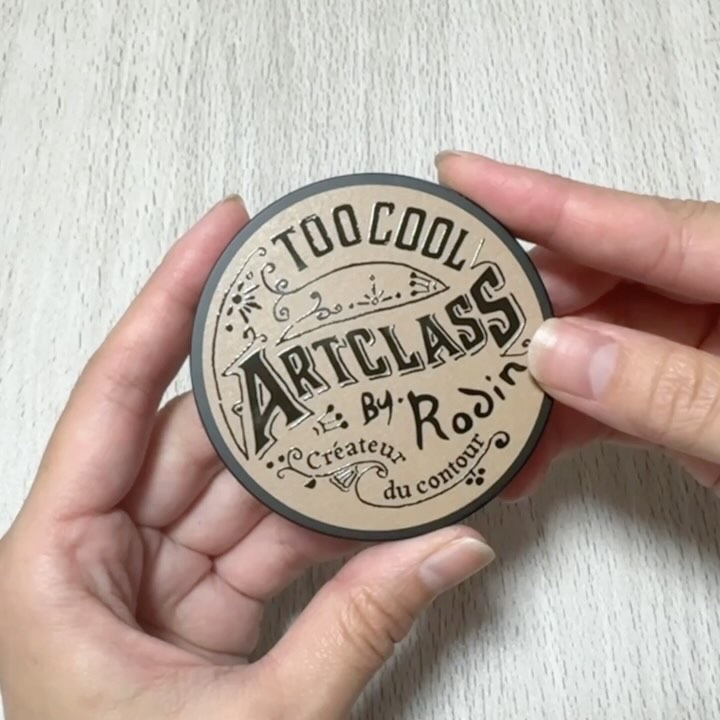 TOO COOL
ARTCLASS
By. Rodin
Créateur
du contour